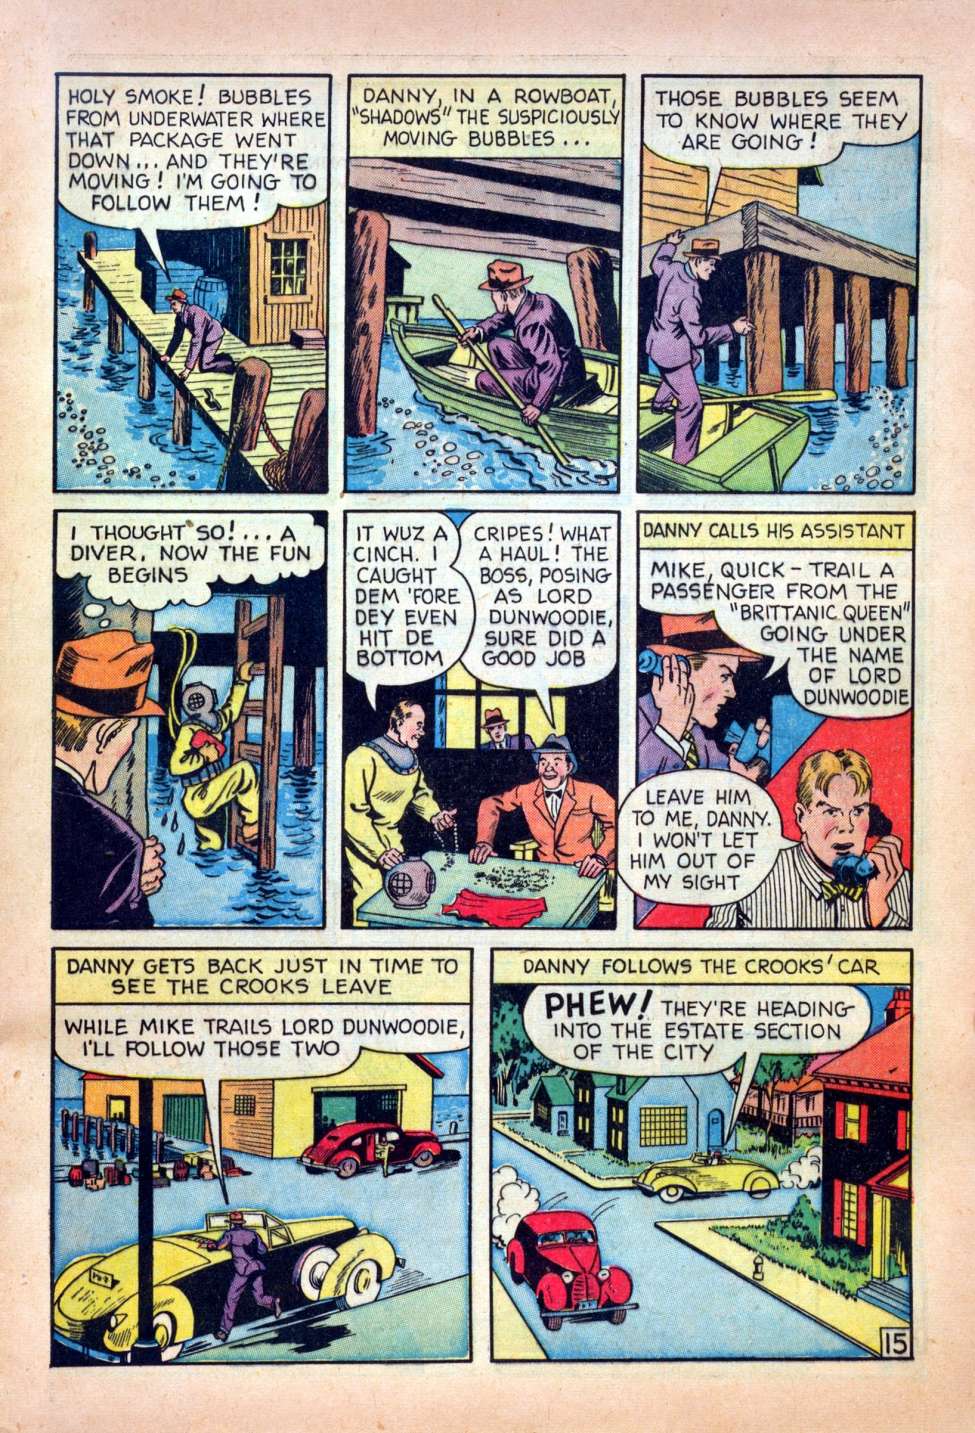 HOLY SMOKE! BUBBLES
FROM UNDERWATER WHERE
THAT PACKAGE WENT
DOWN... AND THEY'RE
MOVING! I'M GOING TO
FOLLOW THEM!
DANNY, IN A ROWBOAT,
"SHADOWS" THE SUSPICIOUSLY
MOVING BUBBLES...
THOSE BUBBLES SEEM
TO KNOW WHERE THEY
ARE GOING!
I THOUGHT SO!... A
DIVER, NOW THE FUN
BEGINS
IT WUZ A
CINCH. I
CAUGHT
DEM 'FORE
DEY EVEN
HIT DE
BOTTOM
CRIPES! WHAT
A HAUL! THE
BOSS, POSING
AS LORD
DUNWOODIE,
SURE DID A
GOOD JOB
DANNY CALLS HIS ASSISTANT
MIKE, QUICK - TRAIL A
PASSENGER FROM THE
"BRITTANIC QUEEN"
GOING UNDER
THE NAME
OF LORD
DUNWOODIE
LEAVE HIM
TO ME, DANNY.
I WON'T LET
HIM OUT OF
MY SIGHT
DANNY GETS BACK JUST IN TIME TO
SEE THE CROOKS LEAVE
WHILE MIKE TRAILS LORD DUNWOODIE,
I'LL FOLLOW THOSE TWO
DANNY FOLLOWS THE CROOKS' CAR
PHEW! THEY'RE HEADING
INTO THE ESTATE SECTION
OF THE CITY
15